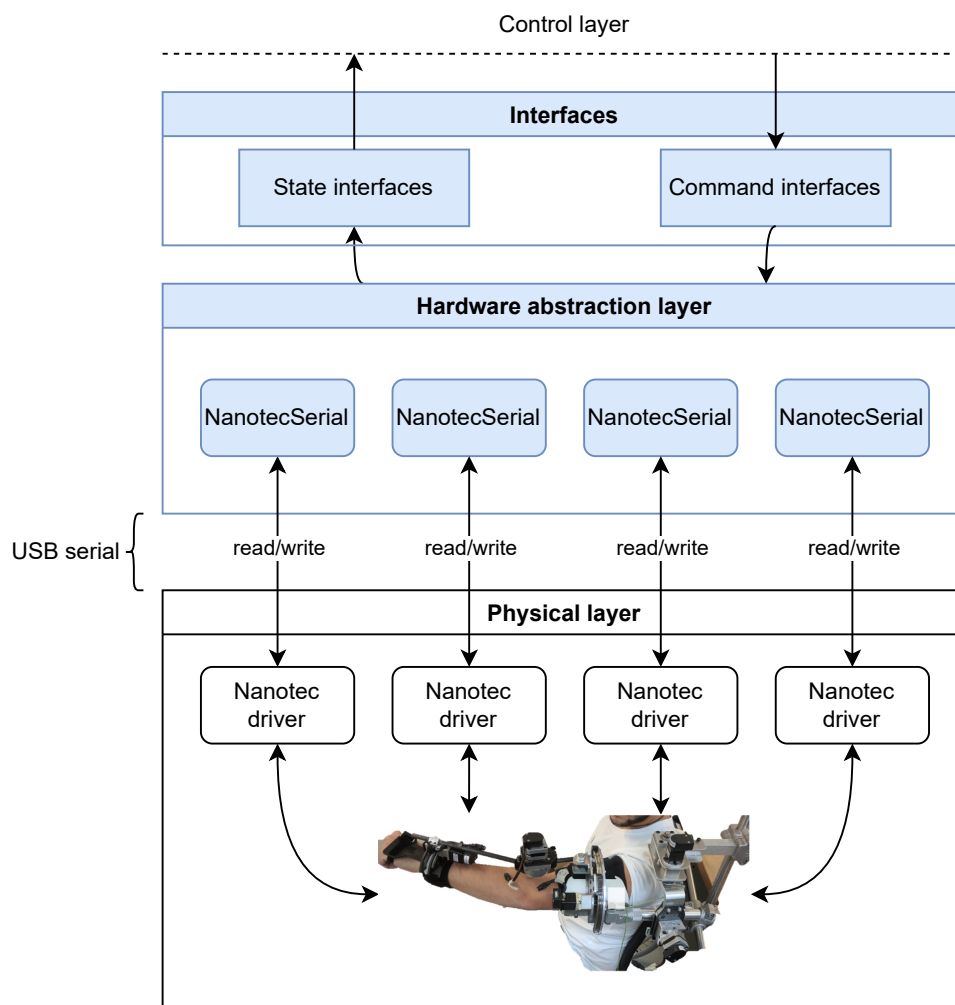 Control layer
Interfaces
State interfaces
Command interfaces
Hardware abstraction layer
NanotecSerial
NanotecSerial
NanotecSerial
NanotecSerial
USB serial
read/write
read/write
read/write
read/write
Physical layer
Nanotec
driver
Nanotec
driver
Nanotec
driver
Nanotec
driver